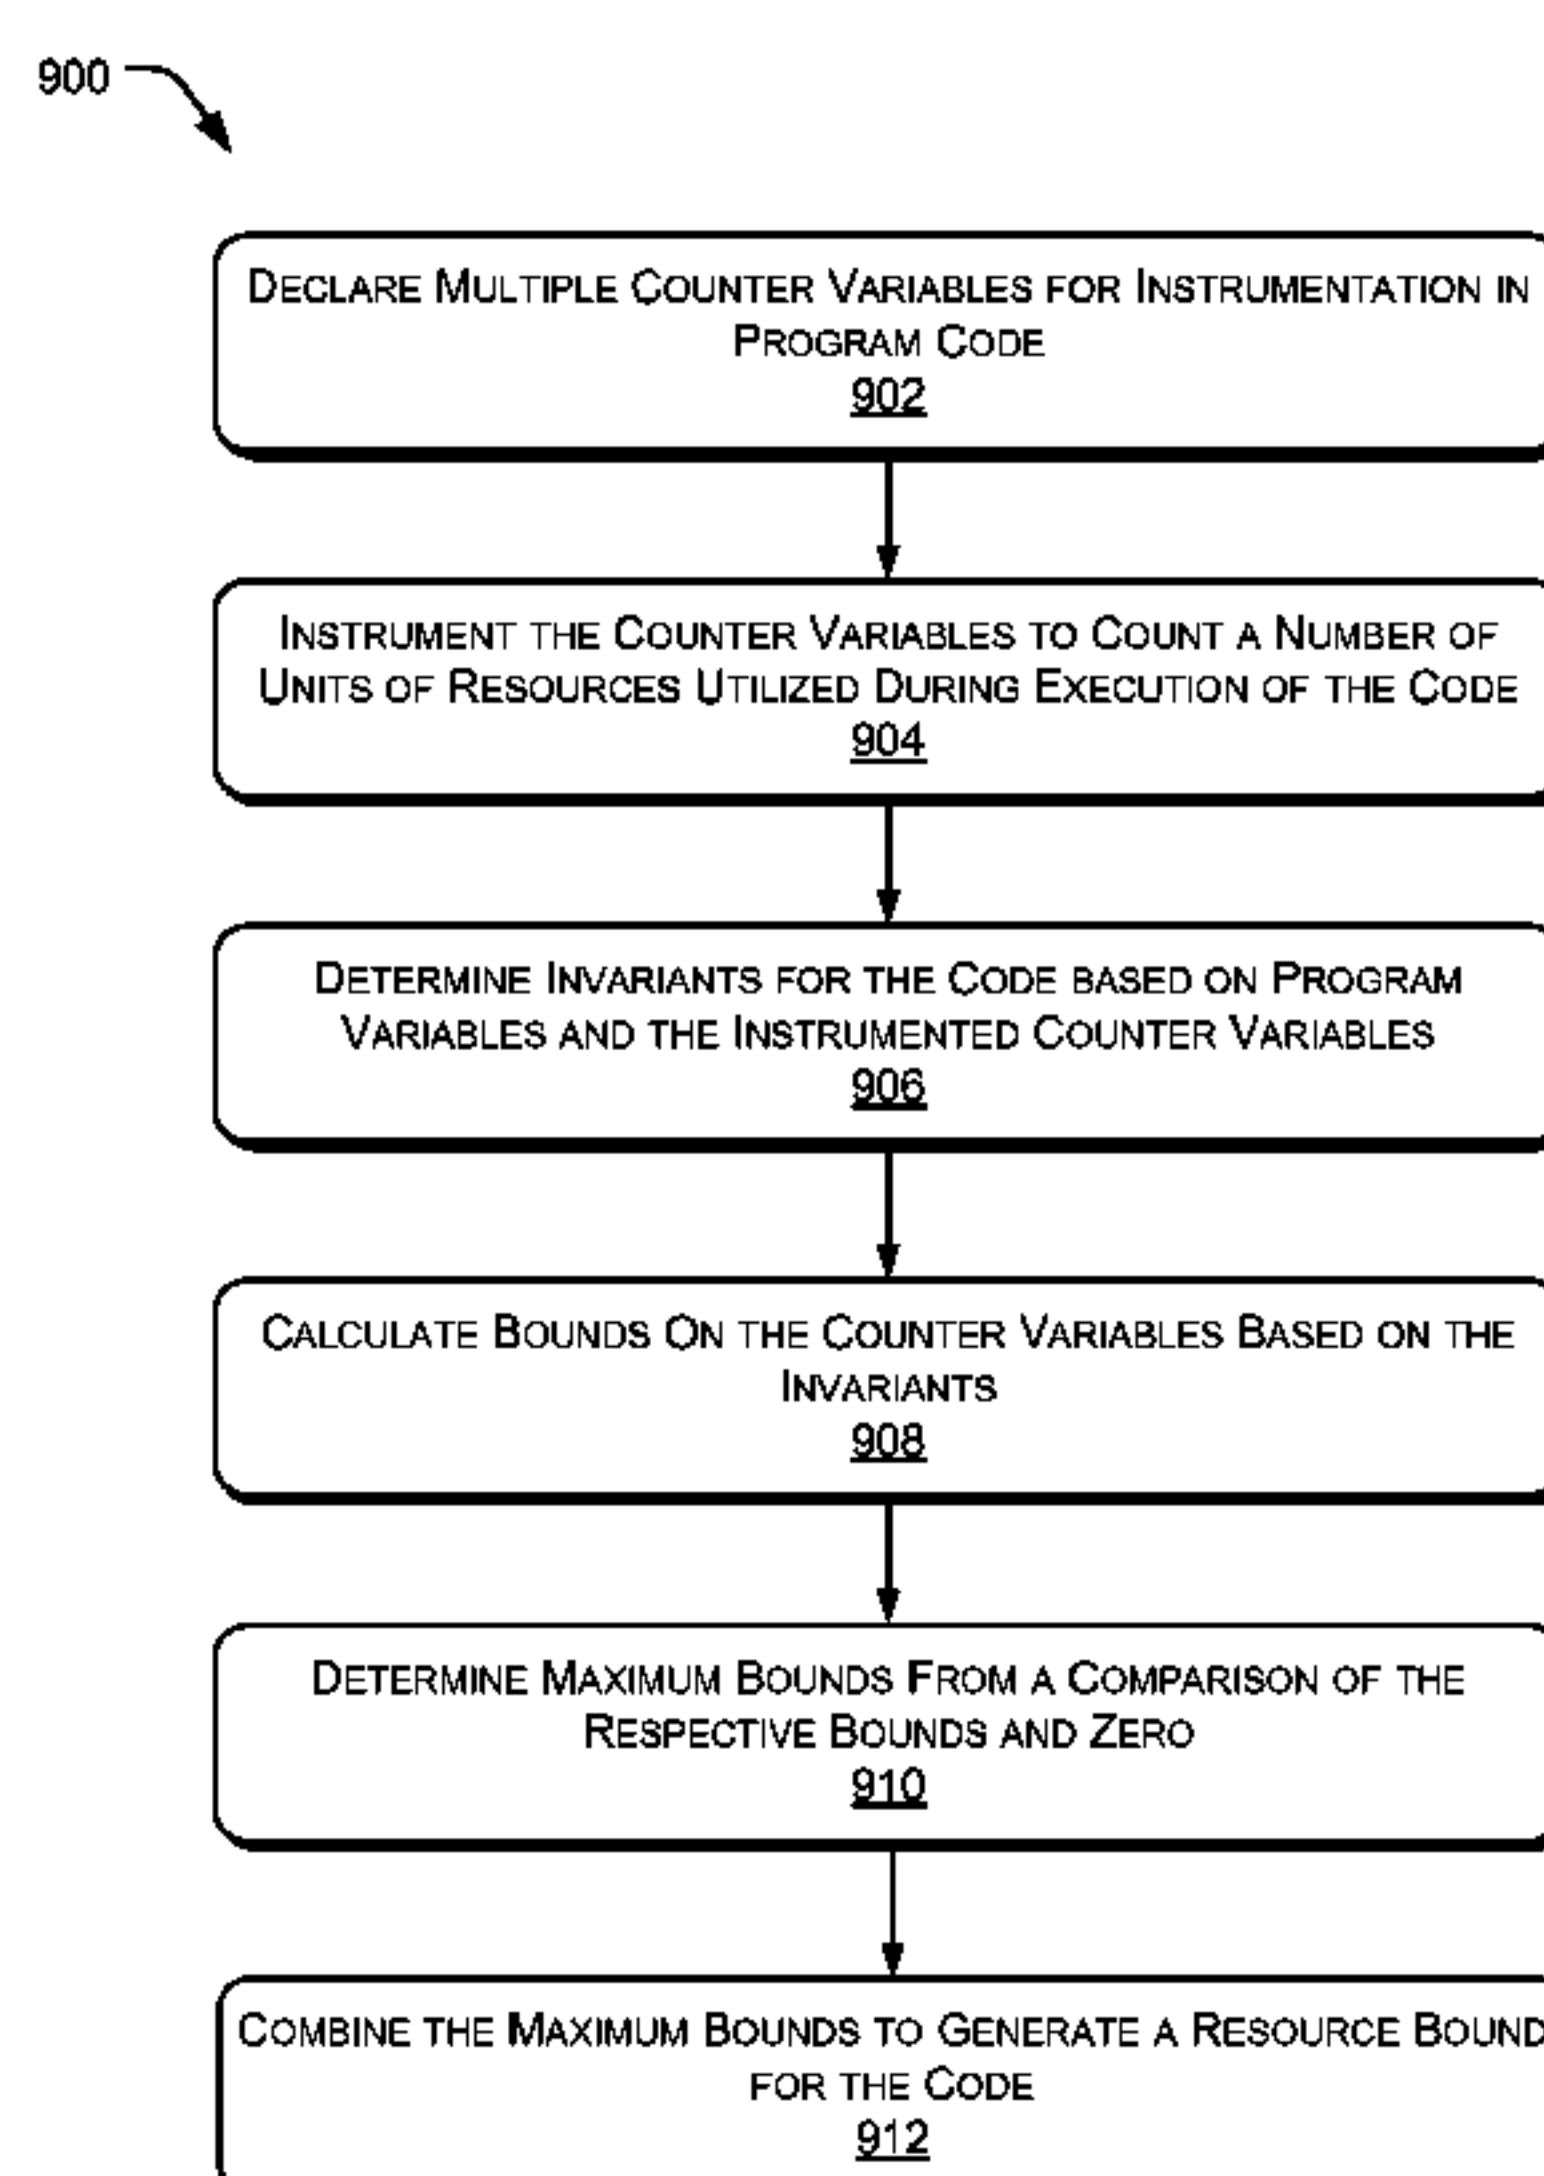 900
DECLARE MULTIPLE COUNTER VARIABLES FOR INSTRUMENTATION IN
PROGRAM CODE
902
INSTRUMENT THE COUNTER VARIABLES TO COUNT A NUMBER OF
UNITS OF RESOURCES UTILIZED DURING EXECUTION OF THE CODE
904
DETERMINE INVARIANTS FOR THE CODE BASED ON PROGRAM
VARIABLES AND THE INSTRUMENTED COUNTER VARIABLES
906
CALCULATE BOUNDS ON THE COUNTER VARIABLES BASED ON THE
INVARIANTS
908
DETERMINE MAXIMUM BOUNDS FROM A COMPARISON OF THE
RESPECTIVE BOUNDS AND ZERO
910
COMBINE THE MAXIMUM BOUNDS TO GENERATE A RESOURCE BOUND
FOR THE CODE
912